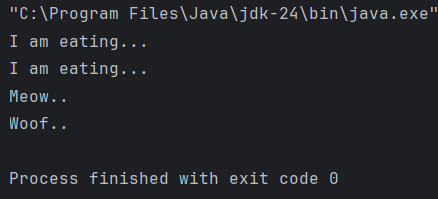 "C:\Program Files\Java\jdk-24\bin\java.exe"
I am eating...
I am eating...
Meow..
Woof..
Process finished with exit code 0